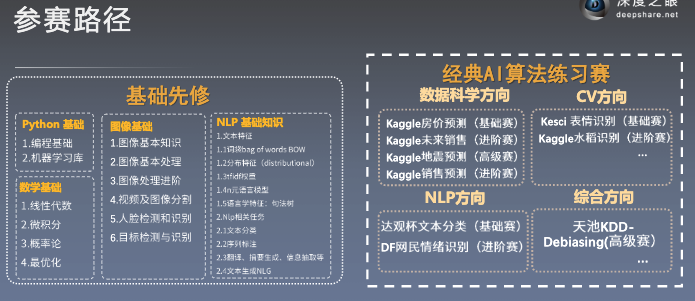 参赛路径
深度之眼
deepshare.net
基础先修
Python 基础
1.编程基础
2.机器学习库
数学基础
1.线性代数
2.微积分
3.概率论
4.最优化
图像基础
1.图像基本知识
2.图像基本处理
3.图像处理进阶
4.视频及图像分割
5.人脸检测和识别
6.目标检测与识别
NLP 基础知识
1.文本特征
1.1词袋bag of words BOW
1.2分布特征（distributional）
1.3tfidf权重
1.4n元语言模型
1.5语言学特征：句法树
2.Nlp相关任务
2.1文本分类
2.2序列标注
2.3翻译、摘要生成、信息抽取等
2.4文本生成NLG
经典AI算法练习赛
数据科学方向
Kaggle房价预测（基础赛）
Kaggle未来销售（进阶赛）
Kaggle地震预测（高级赛）
Kaggle销售预测（进阶赛）
CV方向
Kesci 表情识别（基础赛）
Kaggle水稻识别（进阶赛）
...
NLP方向
达观杯文本分类（基础赛）
DF网民情绪识别（进阶赛）
综合方向
天池KDD-
Debiasing(高级赛）
...